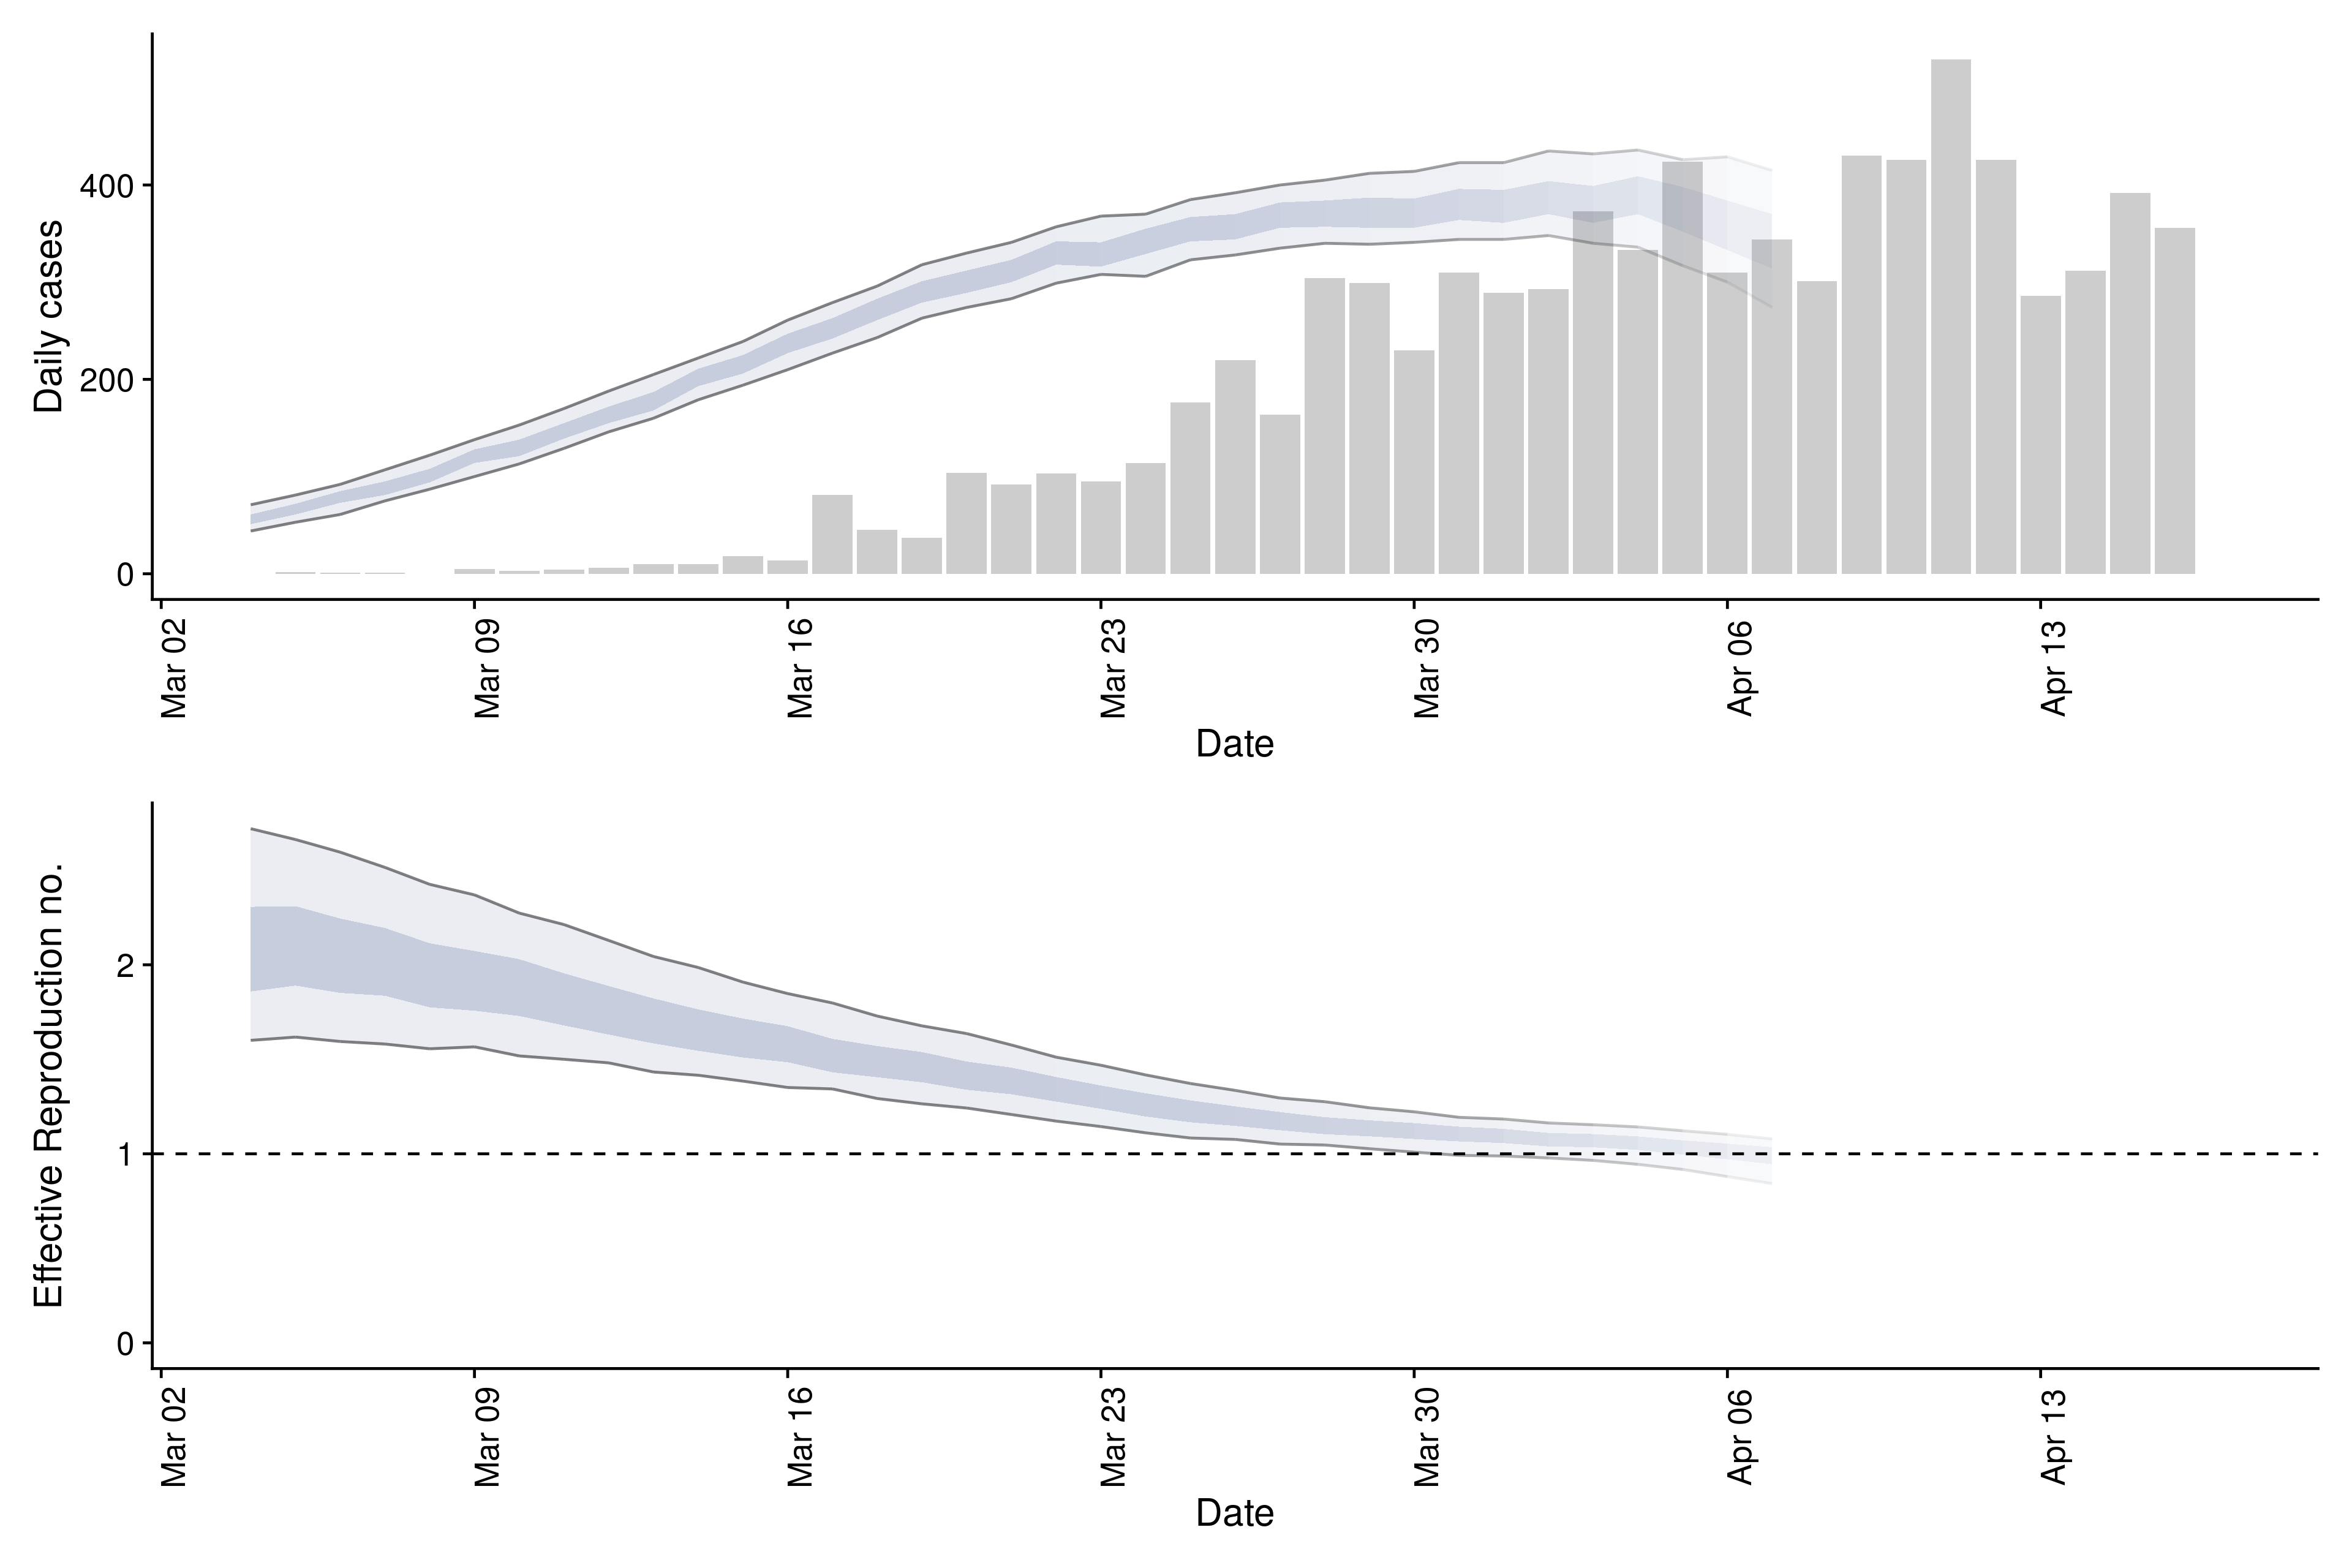 Daily cases
400
200
0
Mar 02
Mar 09
Mar 16
Mar 23
Mar 30
Apr 06
Apr 13
Date
Effective Reproduction no.
2
1
0
Mar 02
Mar 09
Mar 16
Mar 23
Mar 30
Apr 06
Apr 13
Date